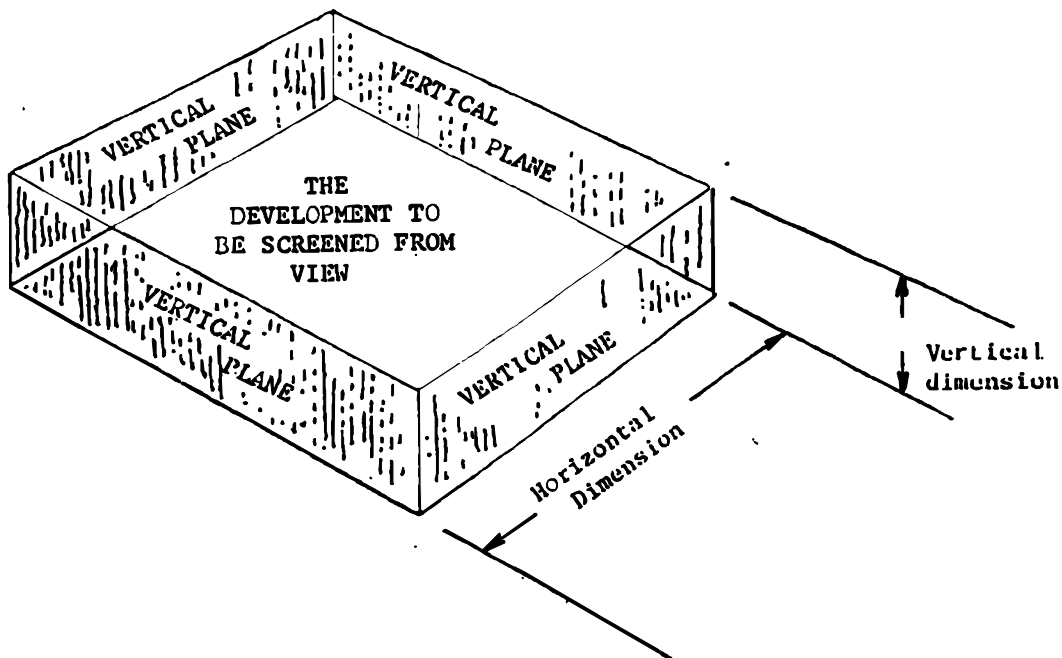 VERTICAL
PLANE
VERTICAL
PLANE
THE
DEVELOPMENT TO
BE SCREENED FROM
VIEW
VERTICAL
PLANE
VERTICAL
PLANE
Vertical
dimension
Horizontal
Dimension